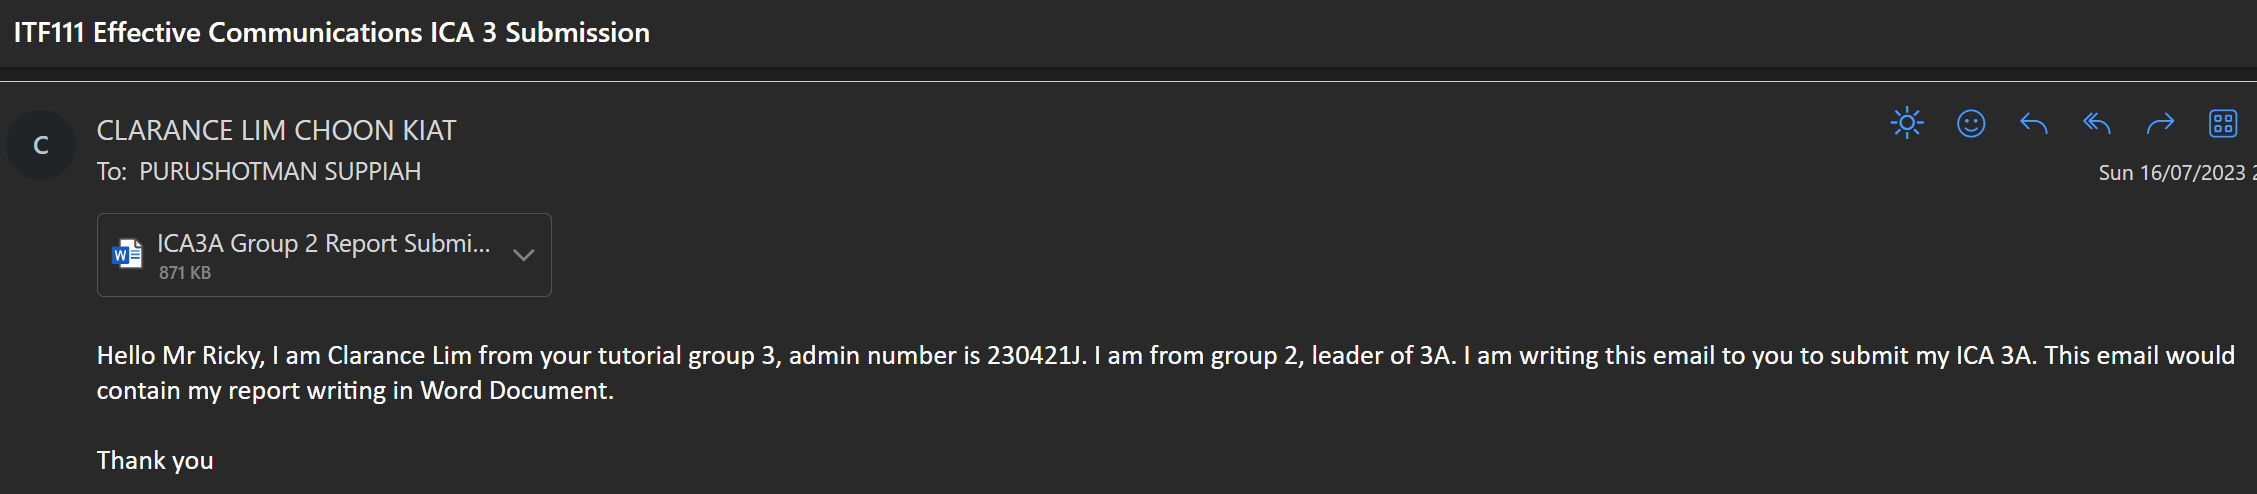 ITF111 Effective Communications ICA 3 Submission
C
CLARANCE LIM CHOON KIAT
To: PURUSHOTMAN SUPPIAH
Sun 16/07/2023
ICA3A Group 2 Report Submi...
871 KB
Hello Mr Ricky, I am Clarance Lim from your tutorial group 3, admin number is 230421J. I am from group 2, leader of 3A. I am writing this email to you to submit my ICA 3A. This email would
contain my report writing in Word Document.
Thank you